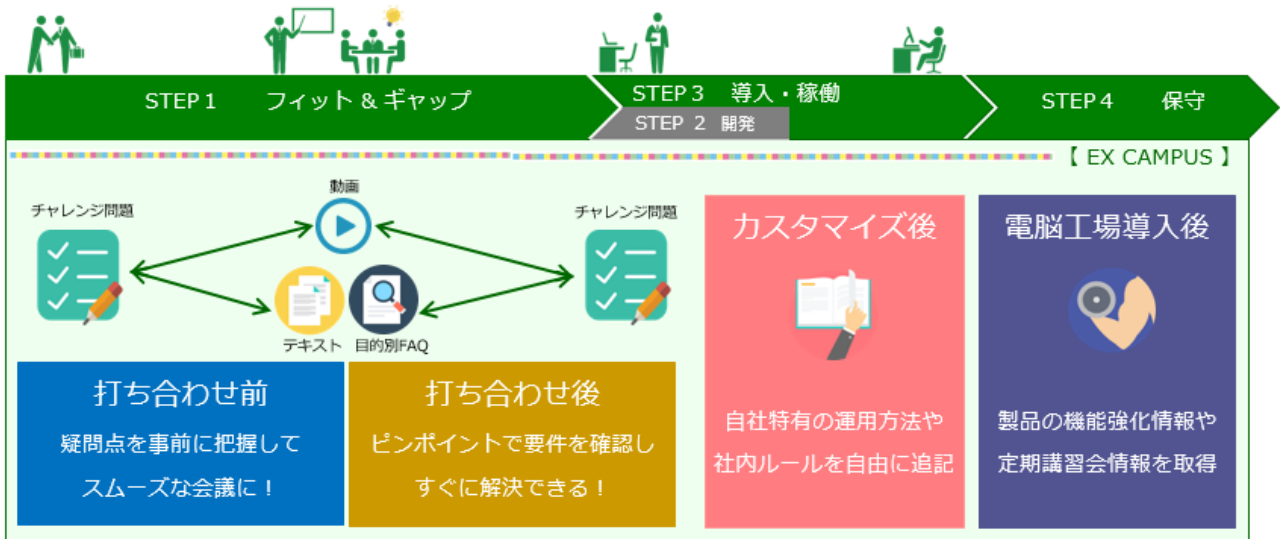 STEP1 フィット & ギャップ
STEP3 導入・稼働
STEP 2 開発
STEP4 保守
【 EX CAMPUS 】
チャレンジ問題
動画
チャレンジ問題
テキスト
目的別FAQ
打ち合わせ前
疑問点を事前に把握して
スムーズな会議に！
打ち合わせ後
ピンポイントで要件を確認し
すぐに解決できる！
カスタマイズ後
自社特有の運用方法や
社内ルールを自由に追記
電脳工場導入後
製品の機能強化情報や
定期講習会情報を取得